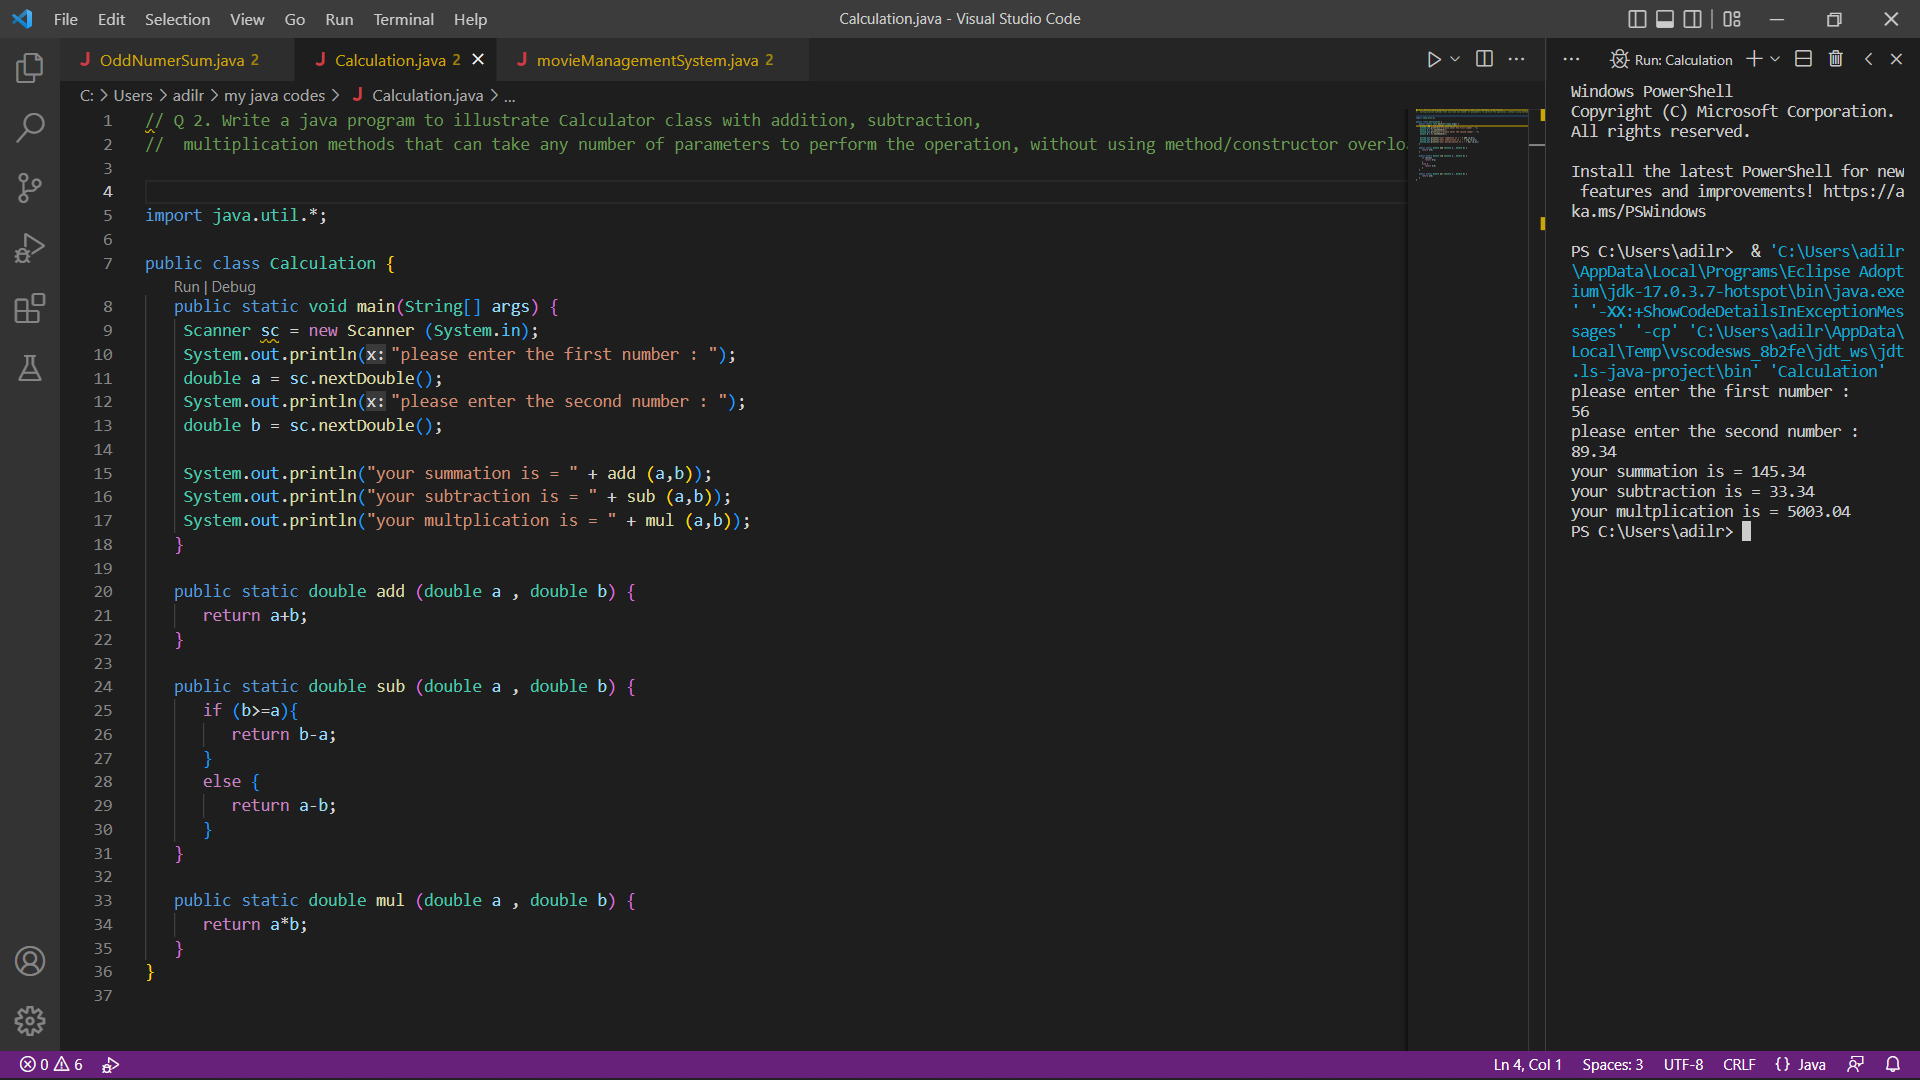 File Edit Selection View Go Run Terminal Help
Calculation.java - Visual Studio Code
J OddNumerSum.java 2
J Calculation.java 2
J movieManagementSystem.java 2
C: > Users > adilr > my java codes > J Calculation.java > ...
1 // Q 2. Write a java program to illustrate Calculator class with addition, subtraction,
2 //  multiplication methods that can take any number of parameters to perform the operation, without using method/constructor overlo
3
4
5 import java.util.*;
6
7 public class Calculation {
Run | Debug
8 public static void main(String[] args) {
9 Scanner sc = new Scanner (System.in);
10 System.out.println(x: "please enter the first number : ");
11 double a = sc.nextDouble();
12 System.out.println(x: "please enter the second number : ");
13 double b = sc.nextDouble();
14
15 System.out.println("your summation is = " + add (a,b));
16 System.out.println("your subtraction is = " + sub (a,b));
17 System.out.println("your multplication is = " + mul (a,b));
18 }
19
20 public static double add (double a , double b) {
21 return a+b;
22 }
23
24 public static double sub (double a , double b) {
25 if (b>=a){
26 return b-a;
27 }
28 else {
29 return a-b;
30 }
31 }
32
33 public static double mul (double a , double b) {
34 return a*b;
35 }
36 }
37
Run: Calculation
Windows PowerShell
Copyright (C) Microsoft Corporation.
All rights reserved.
Install the latest PowerShell for new
features and improvements! https://a
ka.ms/PSWindows
PS C:\Users\adilr>  & 'C:\Users\adilr
\AppData\Local\Programs\Eclipse Adopt
ium\jdk-17.0.3.7-hotspot\bin\java.exe
' '-XX:+ShowCodeDetailsInExceptionMes
sages' '-cp' 'C:\Users\adilr\AppData\
Local\Temp\vscodesws_8b2fe\jdt_ws\jdt
.ls-java-project\bin' 'Calculation'
please enter the first number :
56
please enter the second number :
89.34
your summation is = 145.34
your subtraction is = 33.34
your multplication is = 5003.04
PS C:\Users\adilr>
0 6
Ln 4, Col 1 Spaces: 3 UTF-8 CRLF {} Java